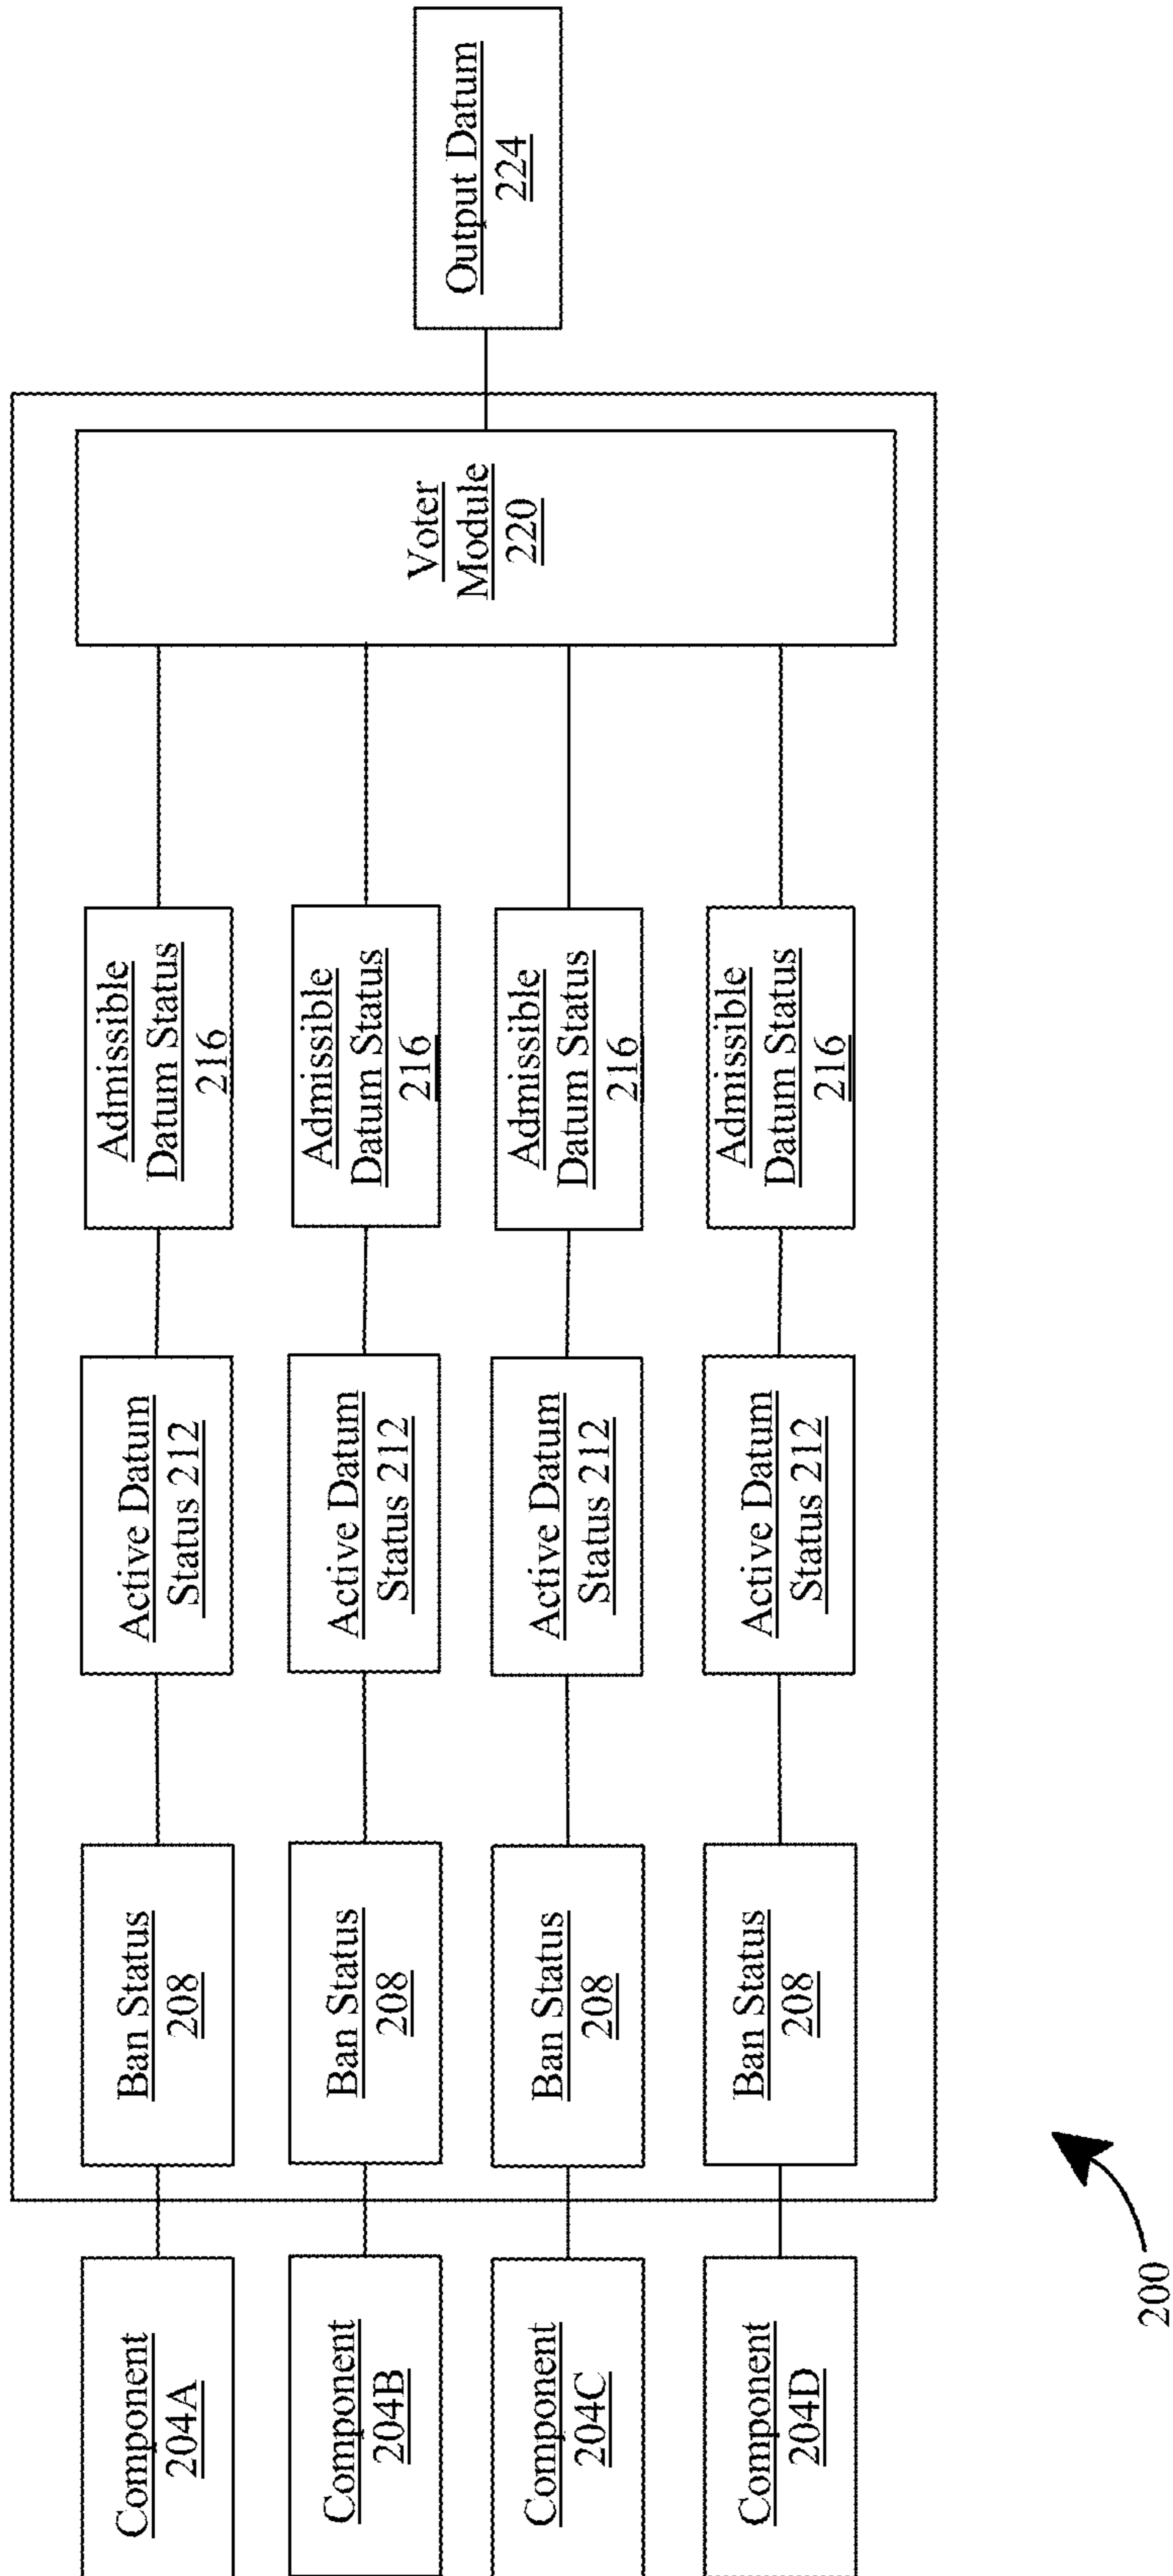 Component
204A
Ban Status
208
Active Datum
Status 212
Admissible
Datum Status
216
Component
204B
Ban Status
208
Active Datum
Status 212
Admissible
Datum Status
216
Component
204C
Ban Status
208
Active Datum
Status 212
Admissible
Datum Status
216
Component
204D
Ban Status
208
Active Datum
Status 212
Admissible
Datum Status
216
Voter
Module
220
Output Datum
224
200